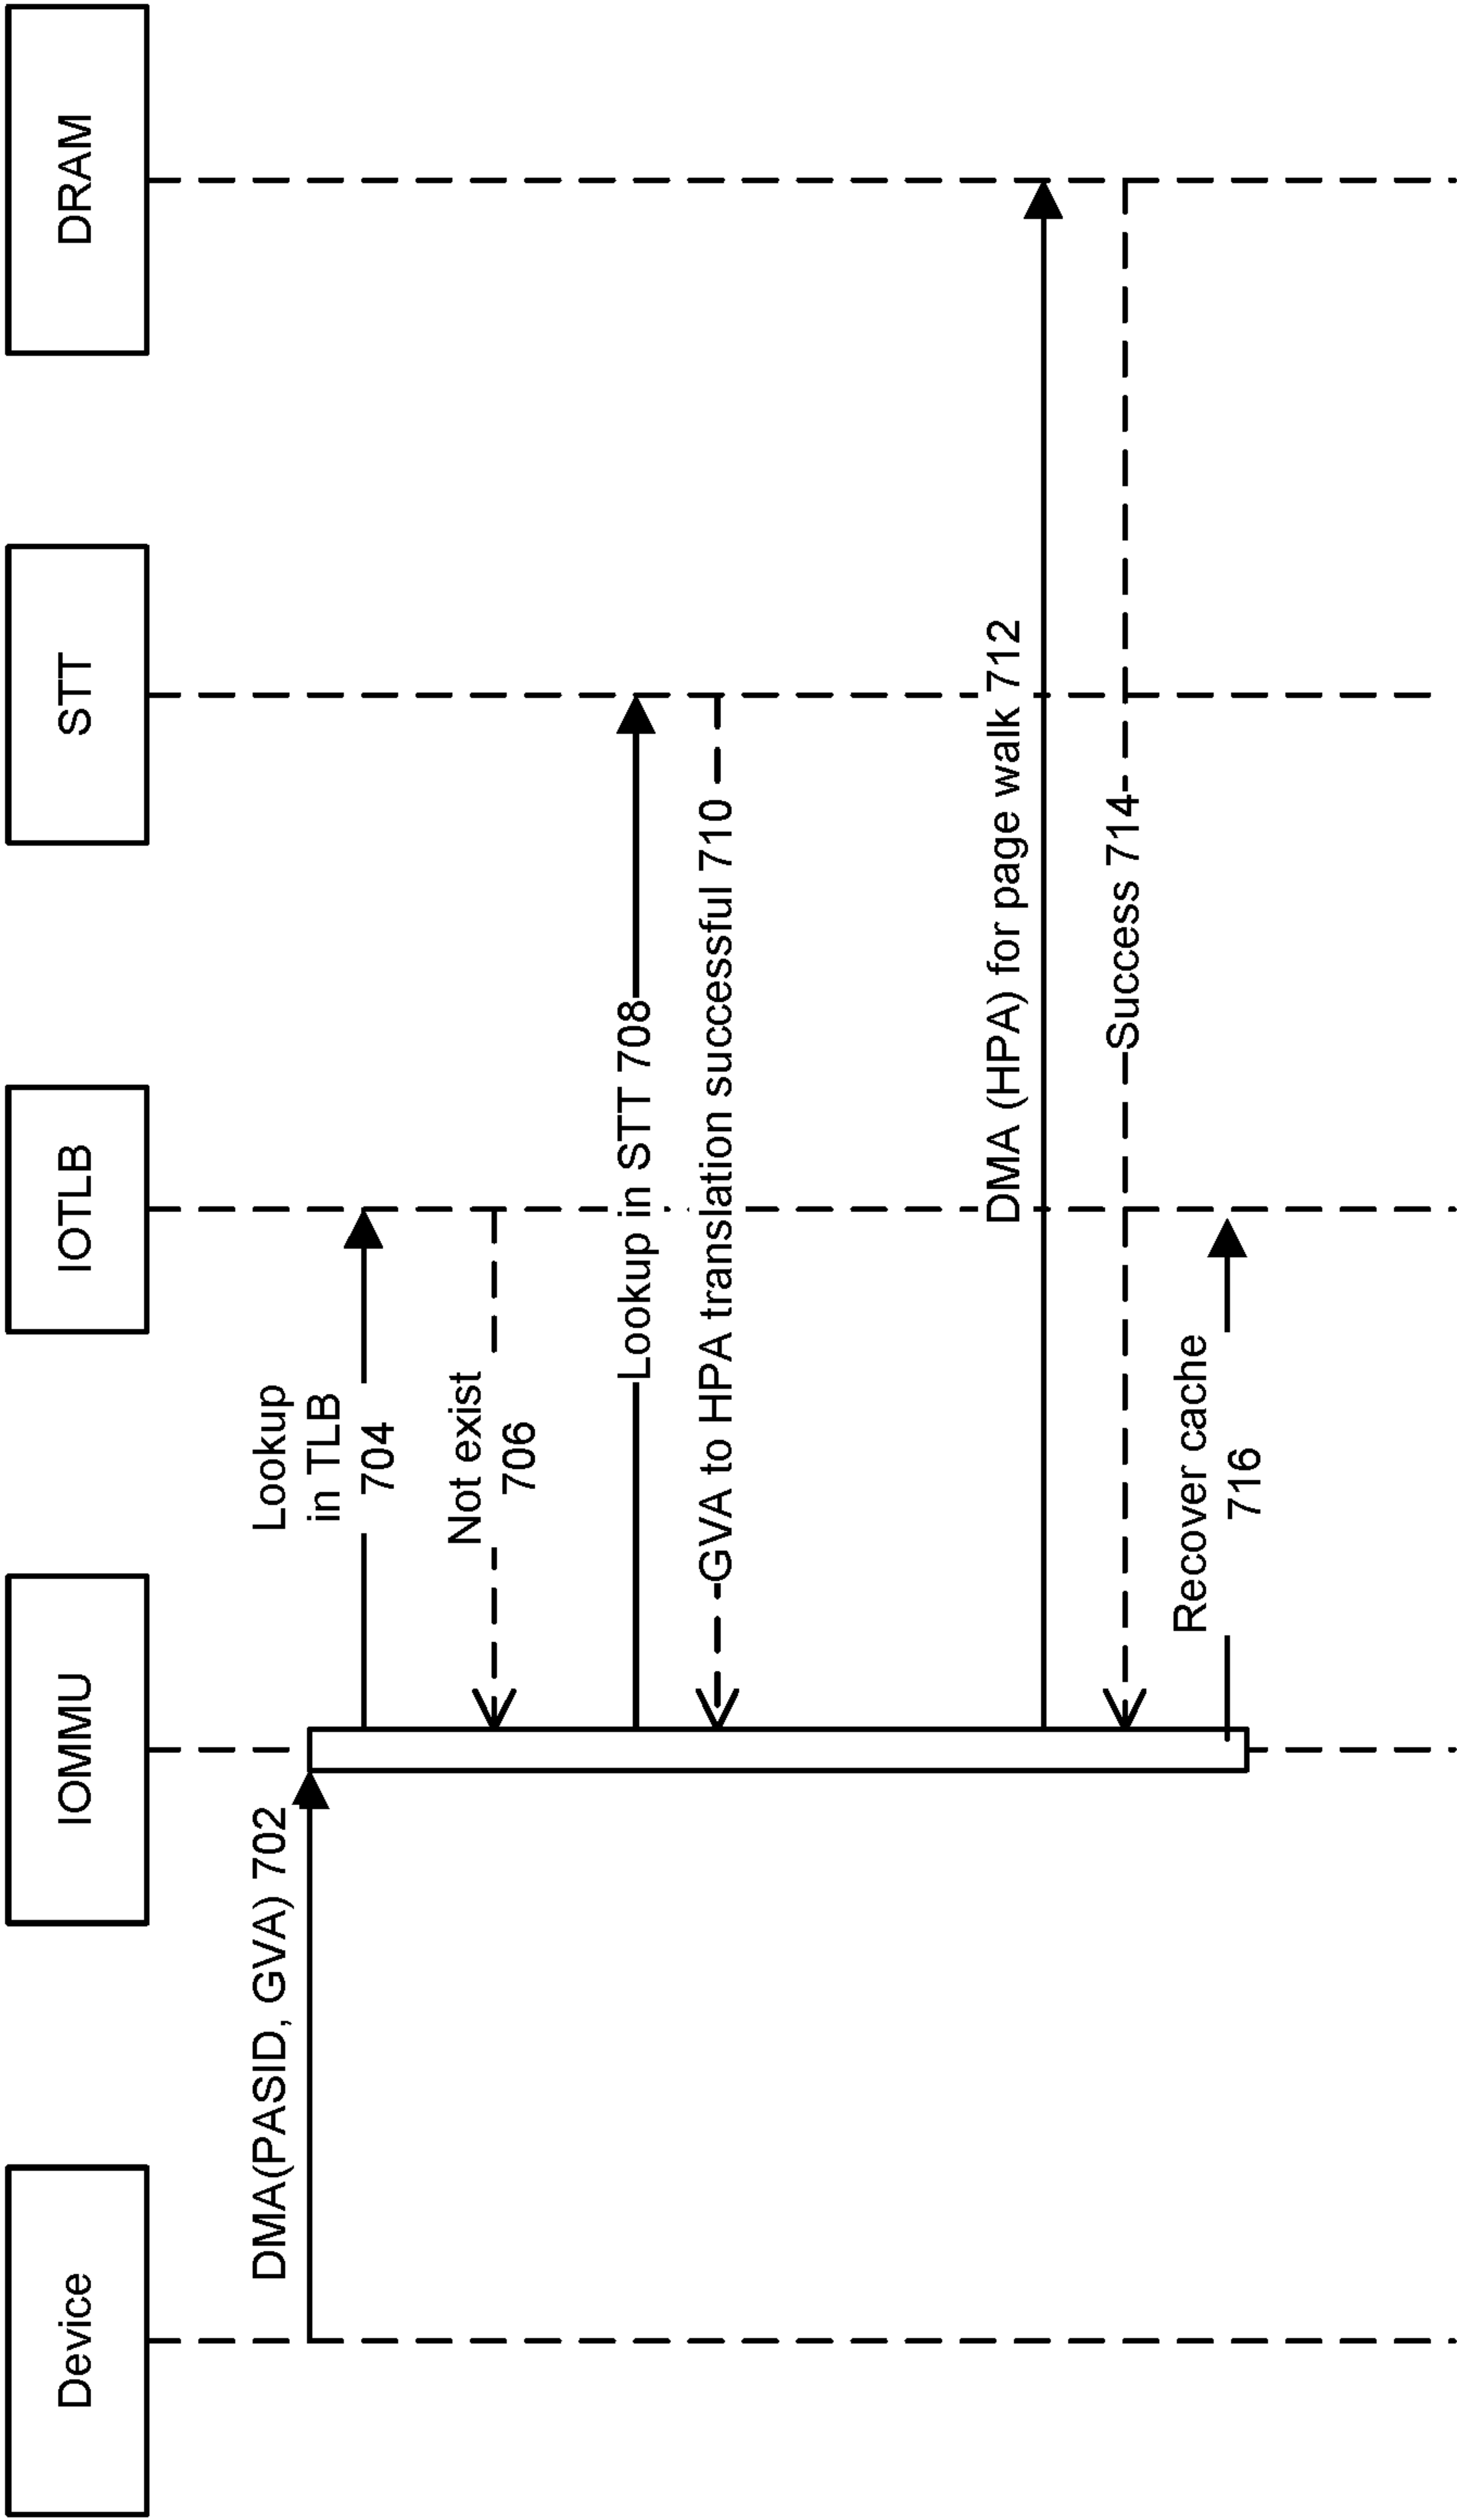 Device
IOMMU
IOTLB
STT
DRAM
DMA(PASID, GVA) 702
Lookup
in TLB
704
Not exist
706
Lookup in STT 708
GVA to HPA translation successful 710
DMA (HPA) for page walk 712
Success 714
Recover cache
716